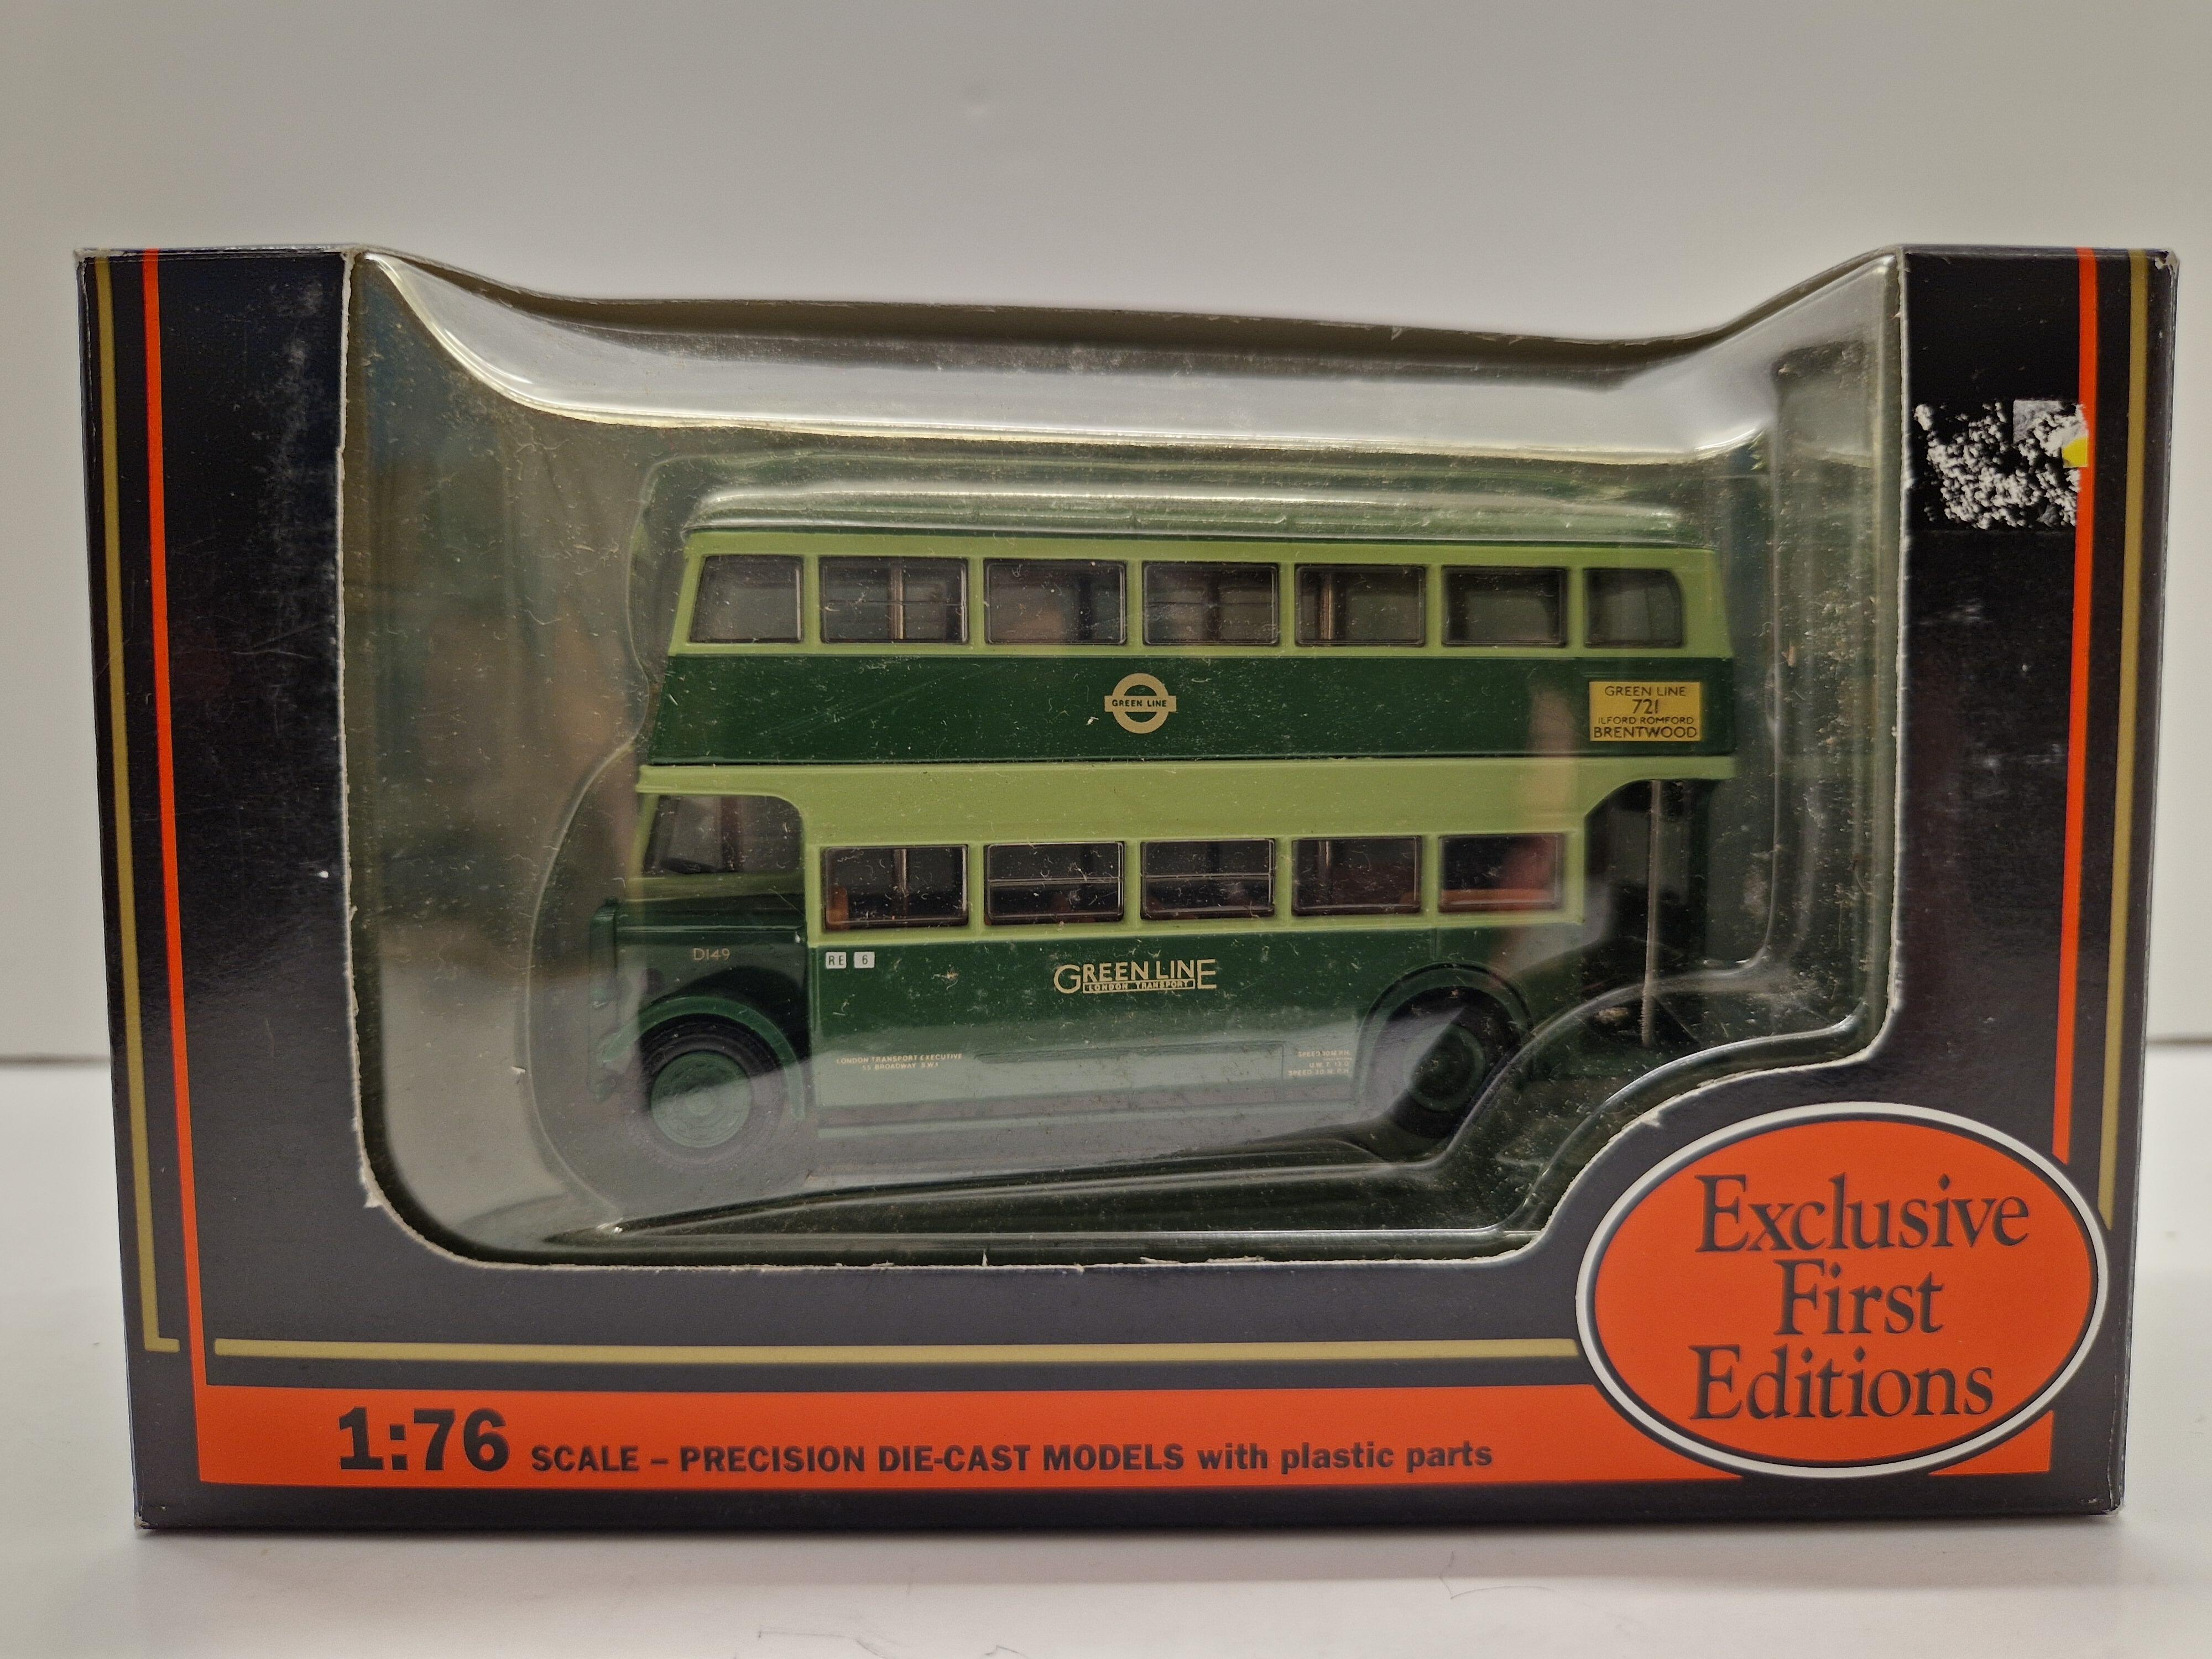 GREEN LINE
GREEN LINE
721
ILFORD ROMFORD
BRENTWOOD
D149
RE 6
GREEN LINE
LONDON TRANSPORT
LONDON TRANSPORT EXECUTIVE
55 BROADWAY S.W.1
Exclusive
First
Editions
1:76 SCALE – PRECISION DIE-CAST MODELS with plastic parts